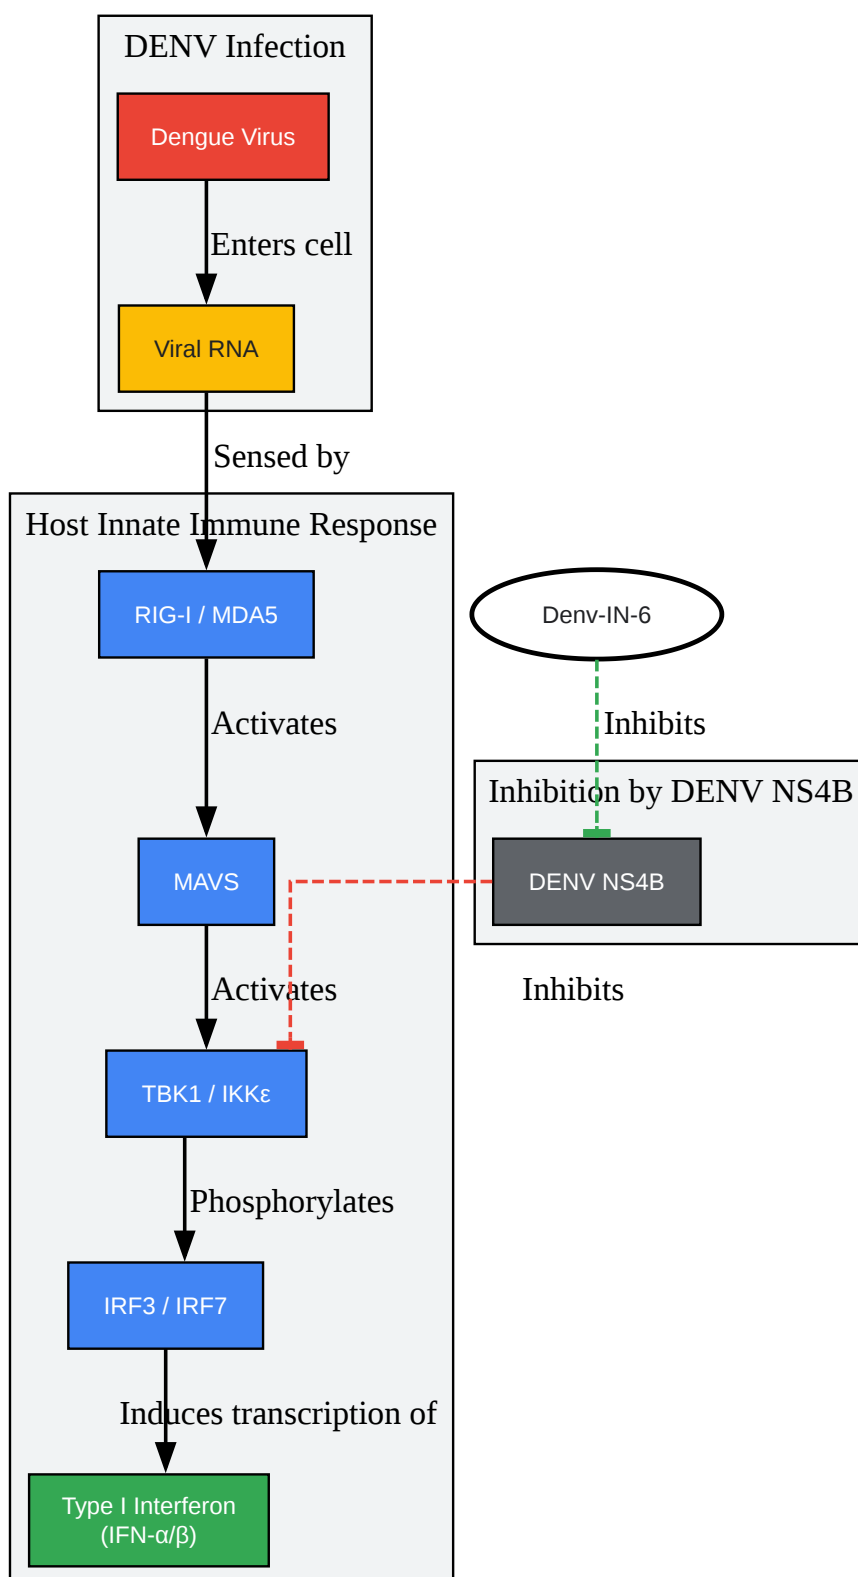 DENV Infection
Dengue Virus
Enters cell
Viral RNA
Sensed by
Host Innate Immune Response
RIG-I / MDA5
Denv-IN-6
Activates
Inhibits
Inhibition by DENV NS4B
MAVS
DENV NS4B
Activates
Inhibits
TBK1 / IKKε
Phosphorylates
IRF3 / IRF7
Induces transcription of
Type I Interferon
(IFN-α/β)